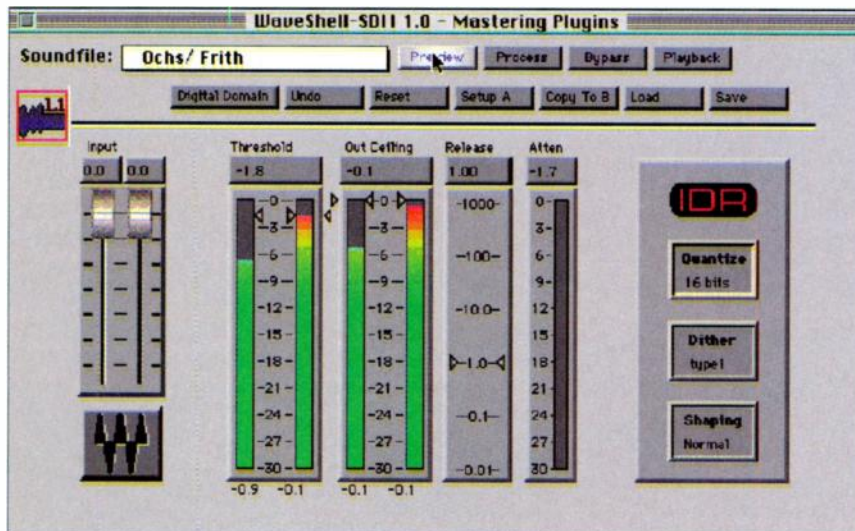 WaveShell-SDII 1.0 - Mastering Plugins
Soundfile: Ochs/ Frith Preview Process Bypass Playback
L1
Digital Domain Undo Reset Setup A Copy To B Load Save
Input Threshold Out Ceiling Release Atten
0.0 0.0 -1.8 -0.1 1.00 -1.7
-0- -0- -1000- 0-
-3- -3- 3-
-6- -6- -100- 6-
-9- -9- 9-
-12- -12- -10.0- 12-
-15- -15- 15-
-18- -18- -1.0- 18-
-21- -21- 21-
-24- -24- -0.1- 24-
-27- -27- 27-
-30- -30- -0.01- 30-
-0.9 -0.1 -0.1 -0.1
IDR
Quantize
16 bits
Dither
type1
Shaping
Normal